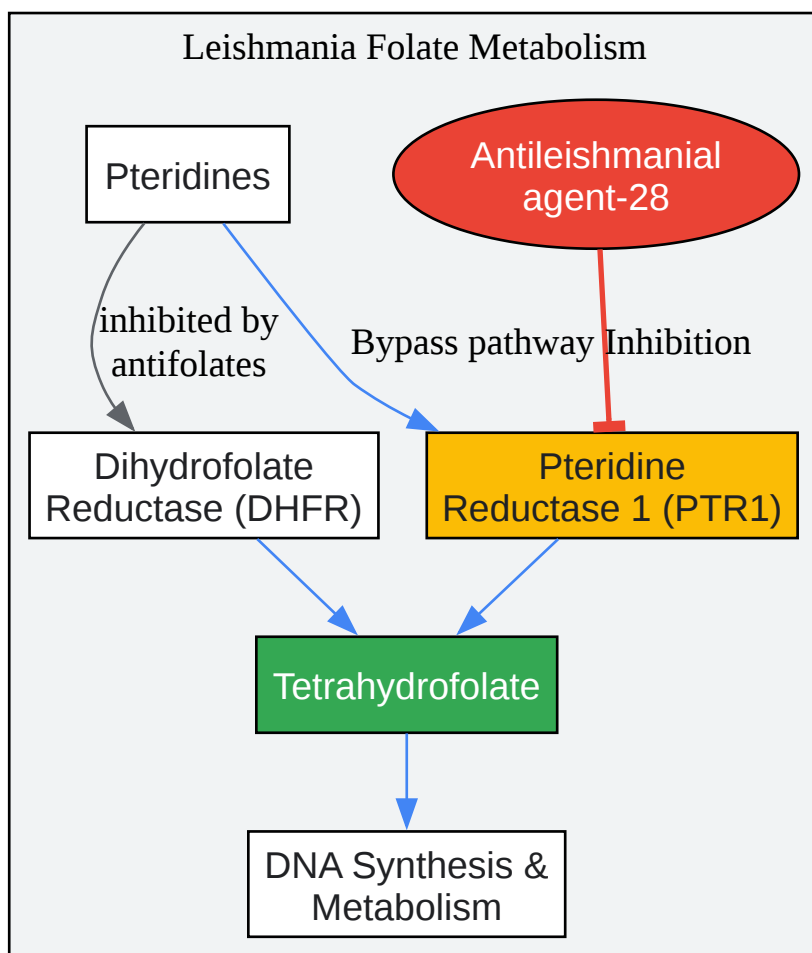 Leishmania Folate Metabolism
Pteridines
Antileishmanial
agent-28
inhibited by
antifolates
Bypass pathway
Inhibition
Dihydrofolate
Reductase (DHFR)
Pteridine
Reductase 1 (PTR1)
Tetrahydrofolate
DNA Synthesis &
Metabolism